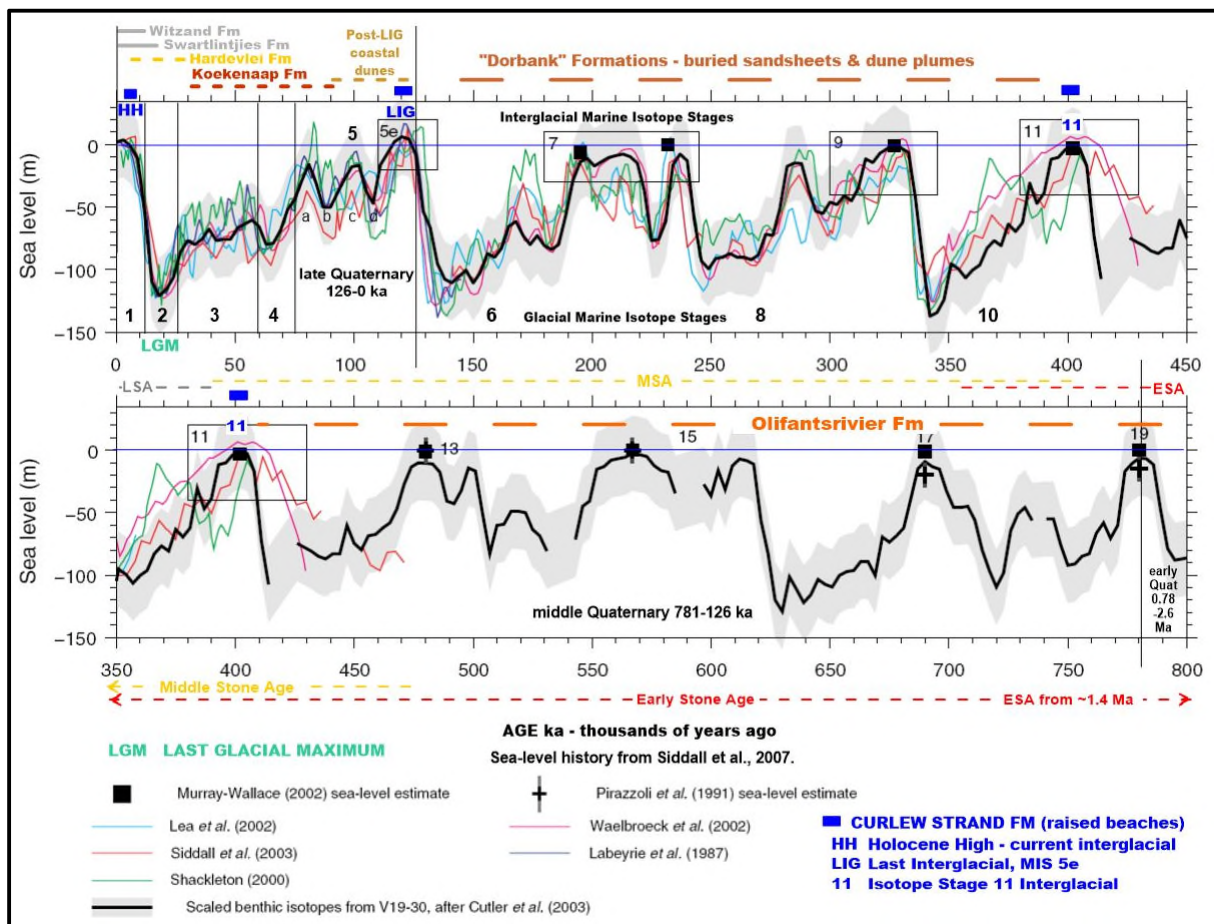 Witzand Fm
Swartlintjies Fm
Hardevlei Fm
Koekenaap Fm
Post-LIG
coastal
dunes
"Dorbank" Formations - buried sandsheets & dune plumes
HH
LIG
5
5e
Interglacial Marine Isotope Stages
7
9
11
11
Sea level (m)
0
−50
−100
−150
a
b
c
d
late Quaternary
126-0 ka
1
2
3
4
6
Glacial Marine Isotope Stages
8
10
LGM
0 50 100 150 200 250 300 350 400 450
LSA
MSA
ESA
11
11
13
15
Olifantsrivier Fm
17
19
Sea level (m)
0
−50
−100
−150
middle Quaternary 781-126 ka
early
Quat
0.78
-2.6
Ma
350 400 450 500 550 600 650 700 750 800
Middle Stone Age
Early Stone Age
ESA from ~1.4 Ma
AGE ka - thousands of years ago
LGM LAST GLACIAL MAXIMUM
Sea-level history from Siddall et al., 2007.
Murray-Wallace (2002) sea-level estimate
Pirazzoli et al. (1991) sea-level estimate
Lea et al. (2002)
Waelbroeck et al. (2002)
Siddall et al. (2003)
Labeyrie et al. (1987)
Shackleton (2000)
Scaled benthic isotopes from V19-30, after Cutler et al. (2003)
CURLEW STRAND FM (raised beaches)
HH Holocene High - current interglacial
LIG Last Interglacial, MIS 5e
11 Isotope Stage 11 Interglacial